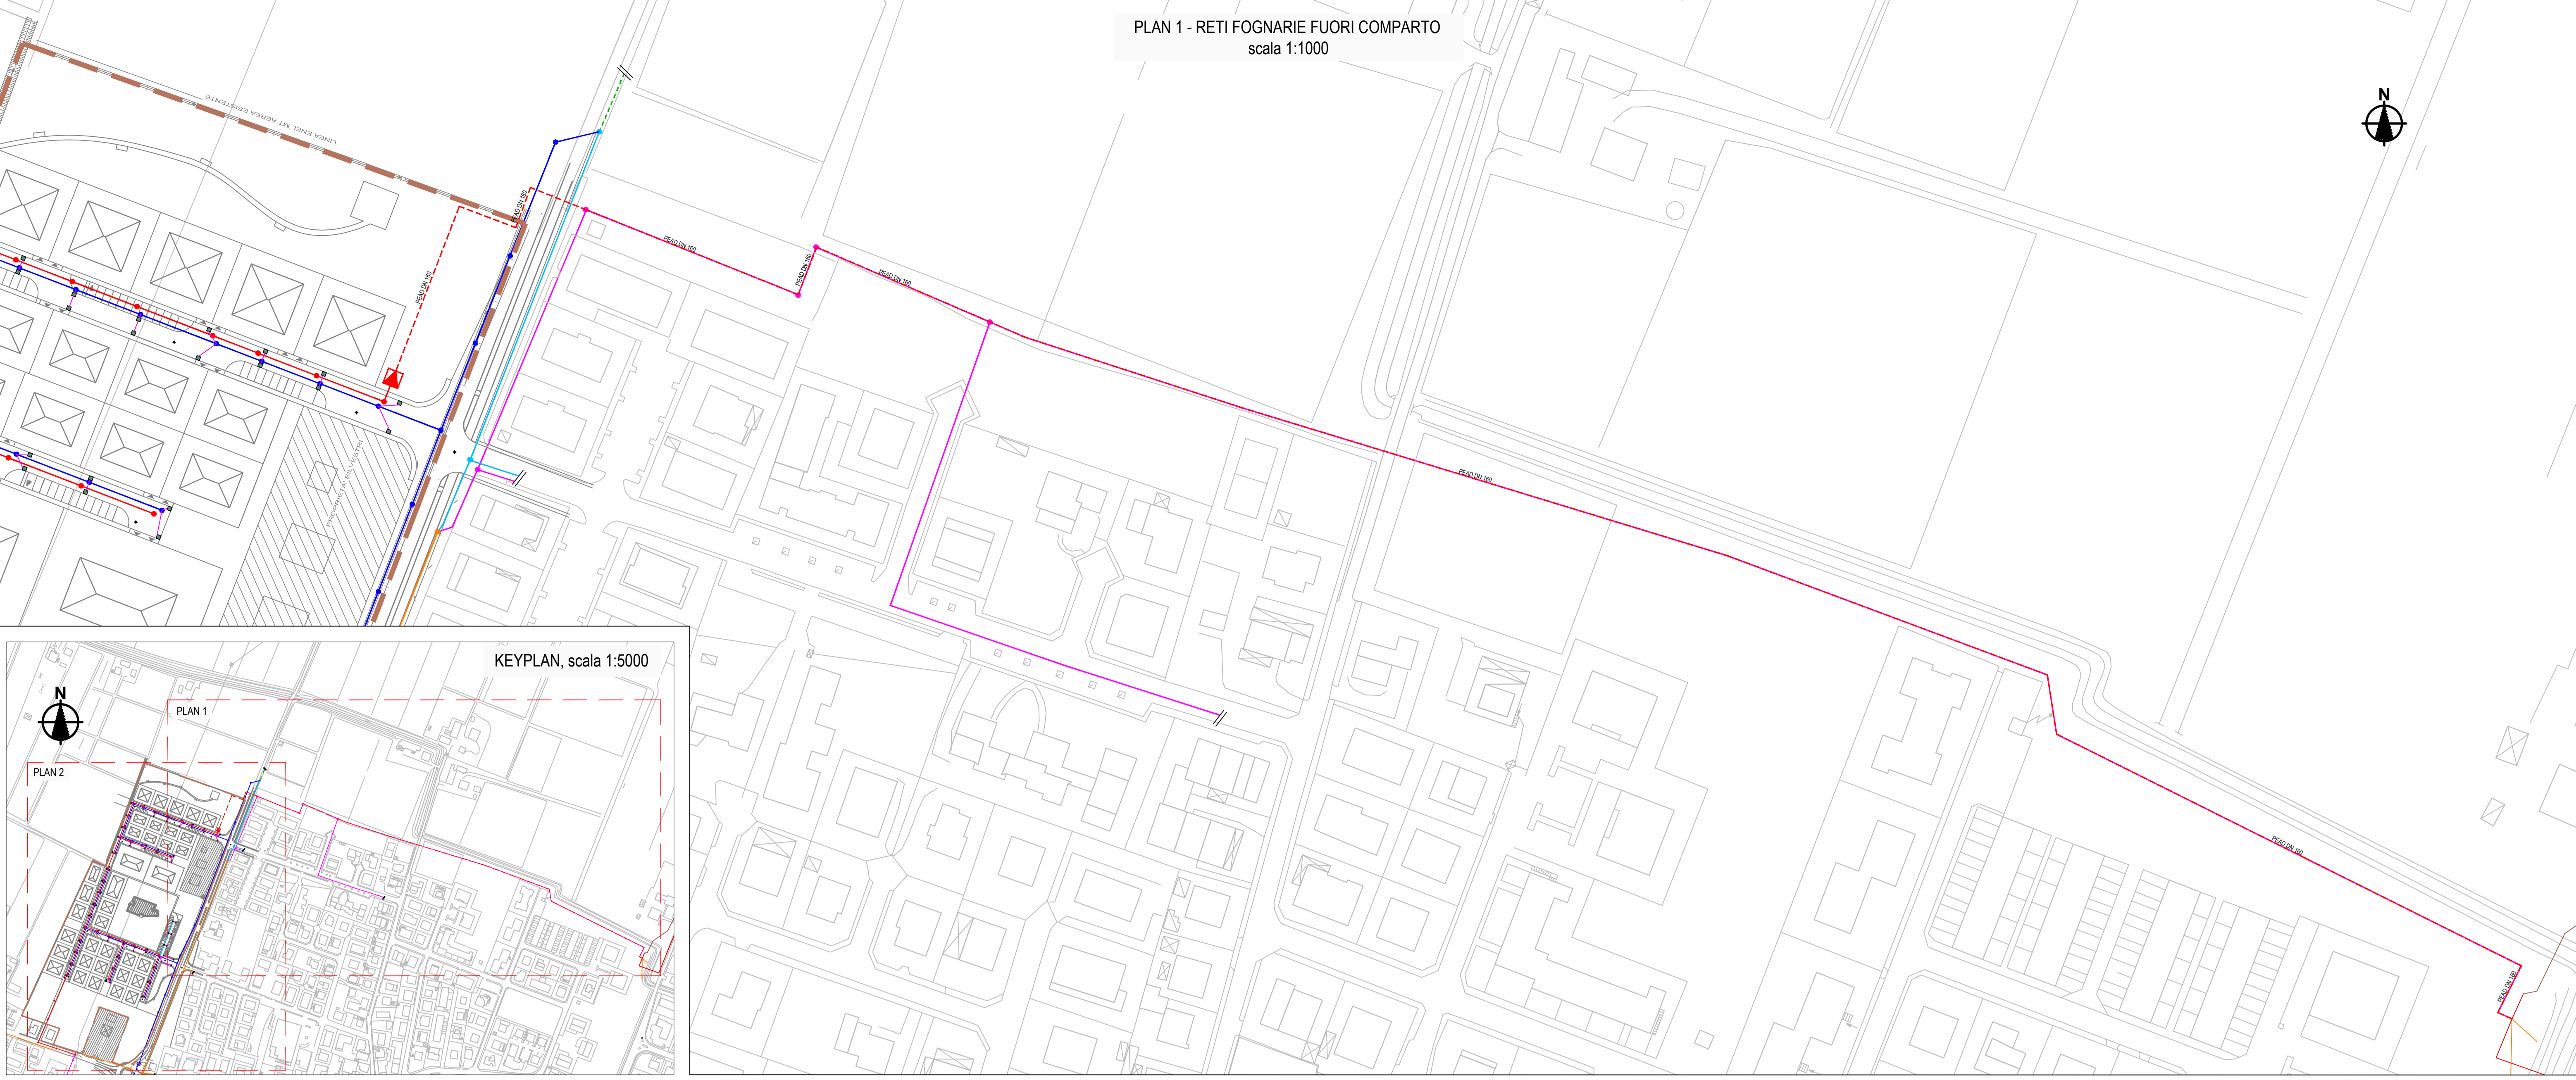 PLAN 1 - RETI FOGNARIE FUORI COMPARTO
scala 1:1000
N
LINEA ENEL MT AEREA ESISTENTE
PEAD DN 160
PEAD DN 160
PEAD DN 160
PEAD DN 160
PEAD DN 160
PROPRIETA' SILVESTRI
PEAD DN 160
PEAD DN 160
PEAD DN 160
KEYPLAN, scala 1:5000
N
PLAN 1
PLAN 2